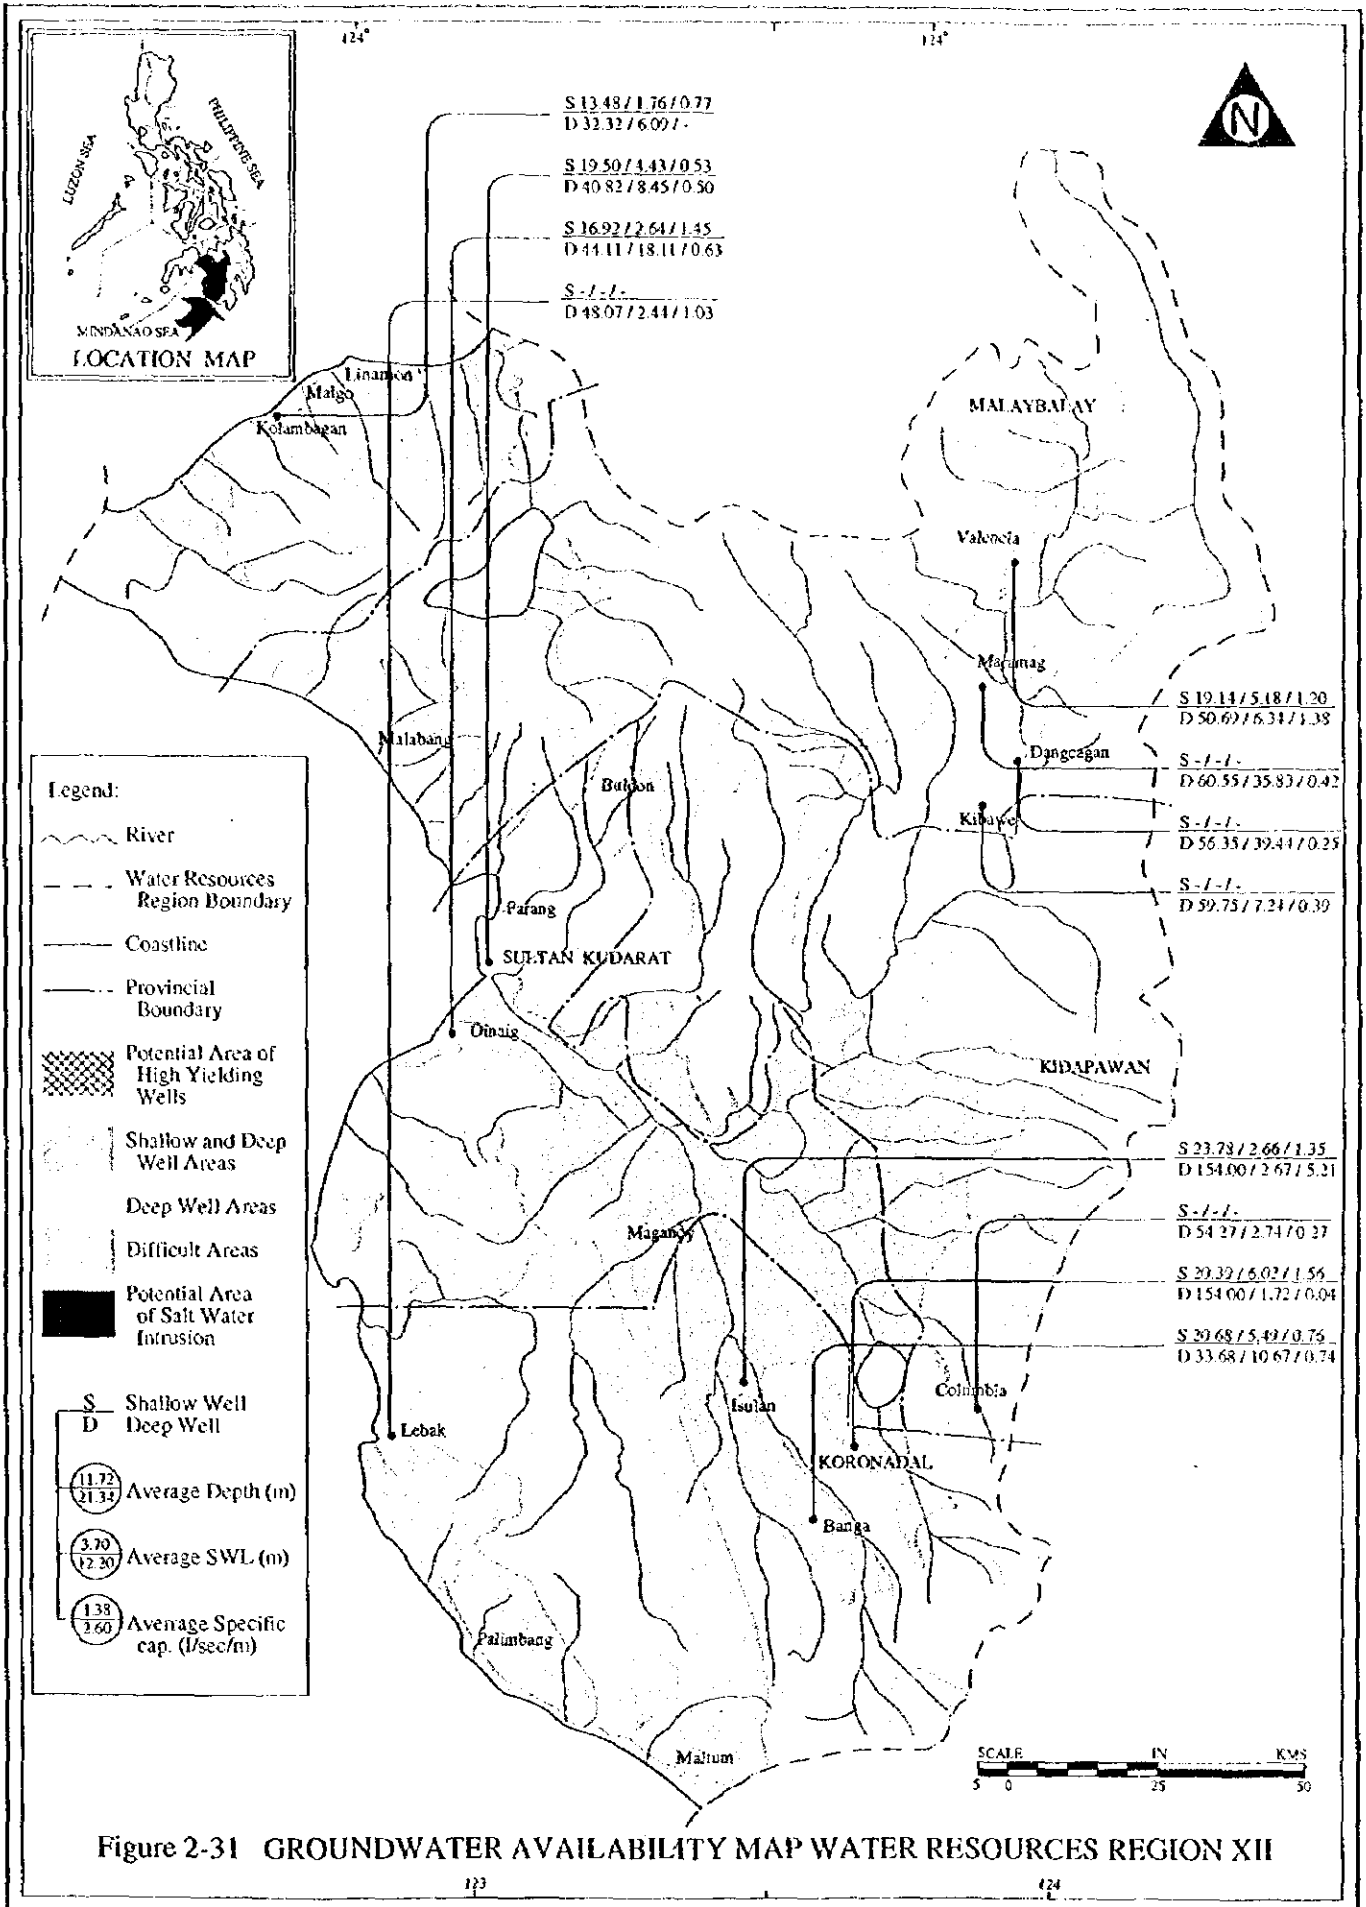 124°
124°
LUZON SEA
PHILIPPINE SEA
MINDANAO SEA
LOCATION MAP
N
S 13.48 / 1.76 / 0.77
D 32.32 / 6.09 / -
S 19.50 / 4.43 / 0.53
D 40.82 / 8.45 / 0.50
S 16.92 / 2.64 / 1.45
D 44.11 / 18.11 / 0.63
S - / - / -
D 48.07 / 2.44 / 1.03
Linamon
Maigo
Kolambagan
MALAYBALAY
Valencia
Maramag
S 19.14 / 5.18 / 1.20
D 50.69 / 6.34 / 1.38
Malabang
Dangcagan
S - / - / -
D 60.55 / 35.83 / 0.42
Buldon
Kibawe
S - / - / -
D 56.35 / 39.44 / 0.25
S - / - / -
D 59.75 / 7.24 / 0.39
Parang
SULTAN KUDARAT
Dinaig
KIDAPAWAN
S 23.78 / 2.66 / 1.35
D 154.00 / 2.67 / 5.21
Maganoy
S - / - / -
D 54.27 / 2.74 / 0.27
S 20.39 / 6.02 / 1.56
D 154.00 / 1.72 / 0.04
S 20.68 / 5.49 / 0.76
D 33.68 / 10.67 / 0.74
Isulan
Columbia
Lebak
KORONADAL
Banga
Palimbang
Maitum
Legend:
River
Water Resources
Region Boundary
Coastline
Provincial
Boundary
Potential Area of
High Yielding
Wells
Shallow and Deep
Well Areas
Deep Well Areas
Difficult Areas
Potential Area
of Salt Water
Intrusion
S Shallow Well
D Deep Well
11.72
21.34 Average Depth (m)
3.70
12.20 Average SWL (m)
1.38
2.60 Avenage Specific
cap. (l/sec/m)
SCALE IN KMS
5 0 25 50
Figure 2-31 GROUNDWATER AVAILABILITY MAP WATER RESOURCES REGION XII
123
124